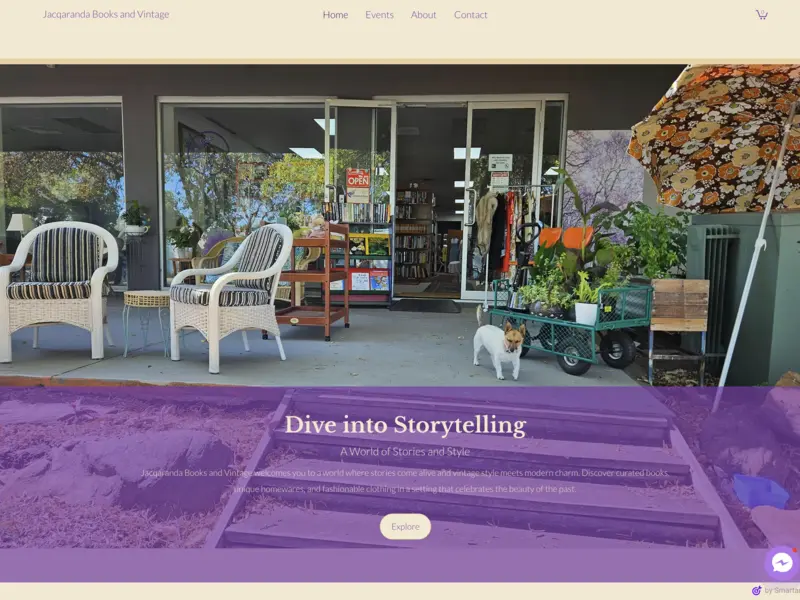 Jacqaranda Books and Vintage
Home
Events
About
Contact
OPEN
Dive into Storytelling
A World of Stories and Style
Jacqaranda Books and Vintage welcomes you to a world where stories come alive and vintage style meets modern charm. Discover curated books,
unique homewares, and fashionable clothing in a setting that celebrates the beauty of the past.
Explore
by